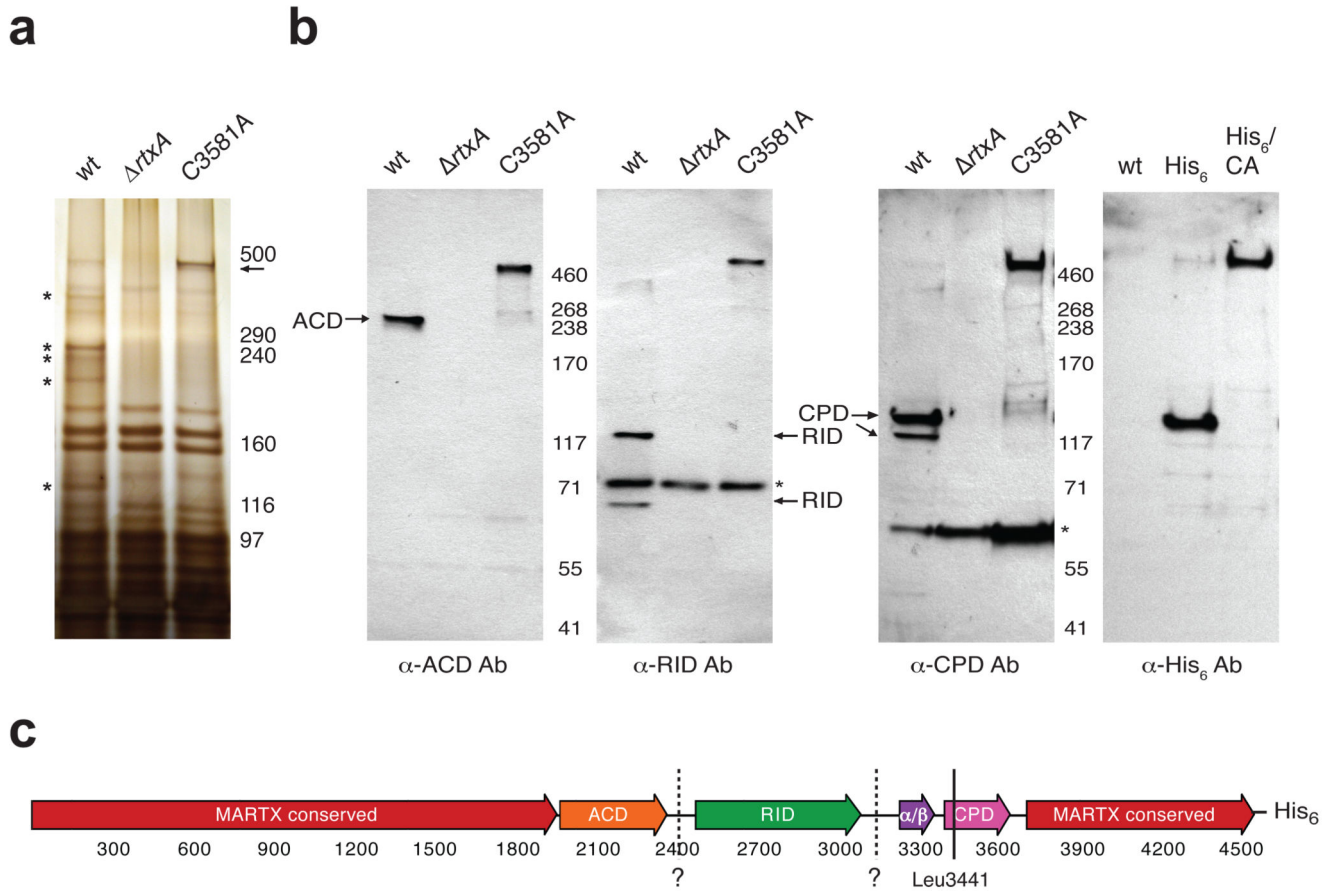 a
b
wt ΔrtxA C3581A
500
290
240
160
116
97
*
*
*
*
*
wt ΔrtxA C3581A
ACD
α-ACD Ab
460
268
238
170
117
71
55
41
wt ΔrtxA C3581A
RID
*
RID
α-RID Ab
wt ΔrtxA C3581A
CPD
460
268
238
170
117
71
*
55
41
α-CPD Ab
wt His₆ His₆/
CA
α-His₆ Ab
c
MARTX conserved ACD RID α/β CPD MARTX conserved His₆
300 600 900 1200 1500 1800 2100 2400 2700 3000 3300 3600 3900 4200 4500
? ? Leu3441